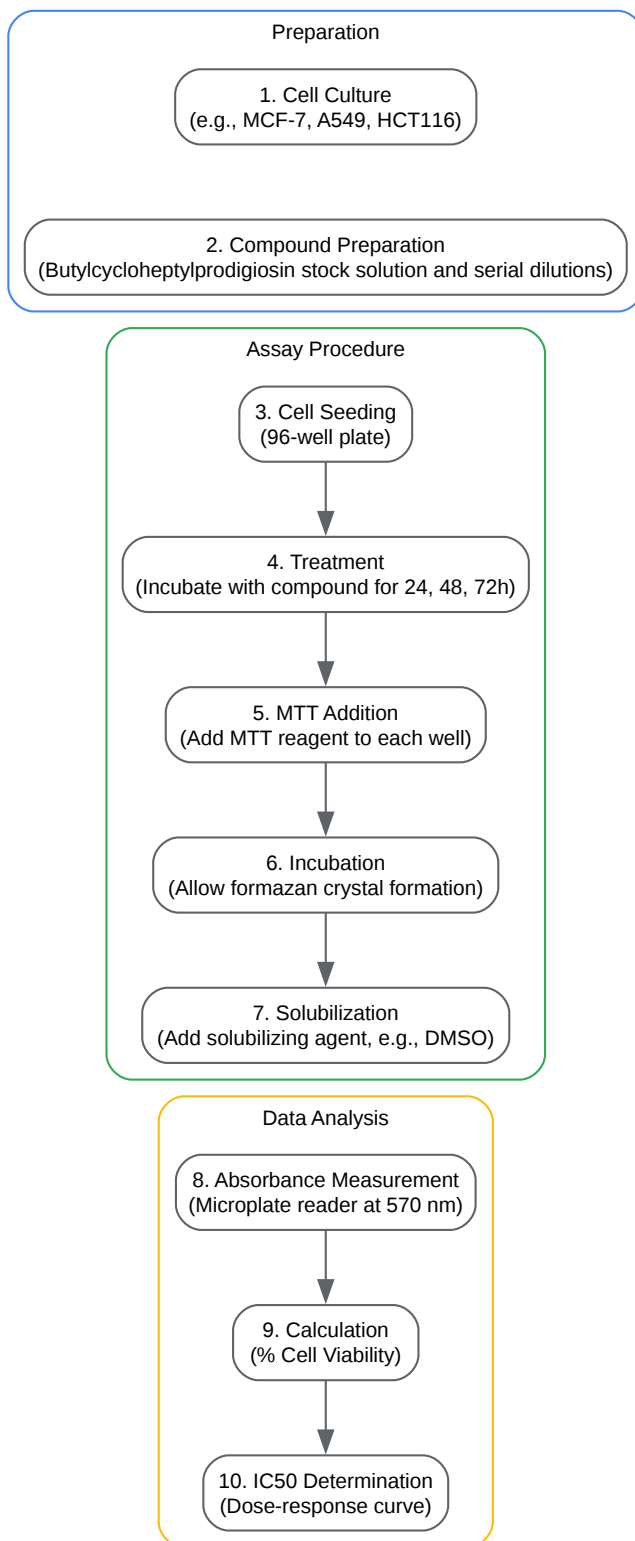 Preparation
1. Cell Culture
(e.g., MCF-7, A549, HCT116)
2. Compound Preparation
(Butylcycloheptylprodigiosin stock solution and serial dilutions)
Assay Procedure
3. Cell Seeding
(96-well plate)
4. Treatment
(Incubate with compound for 24, 48, 72h)
5. MTT Addition
(Add MTT reagent to each well)
6. Incubation
(Allow formazan crystal formation)
7. Solubilization
(Add solubilizing agent, e.g., DMSO)
Data Analysis
8. Absorbance Measurement
(Microplate reader at 570 nm)
9. Calculation
(% Cell Viability)
10. IC50 Determination
(Dose-response curve)